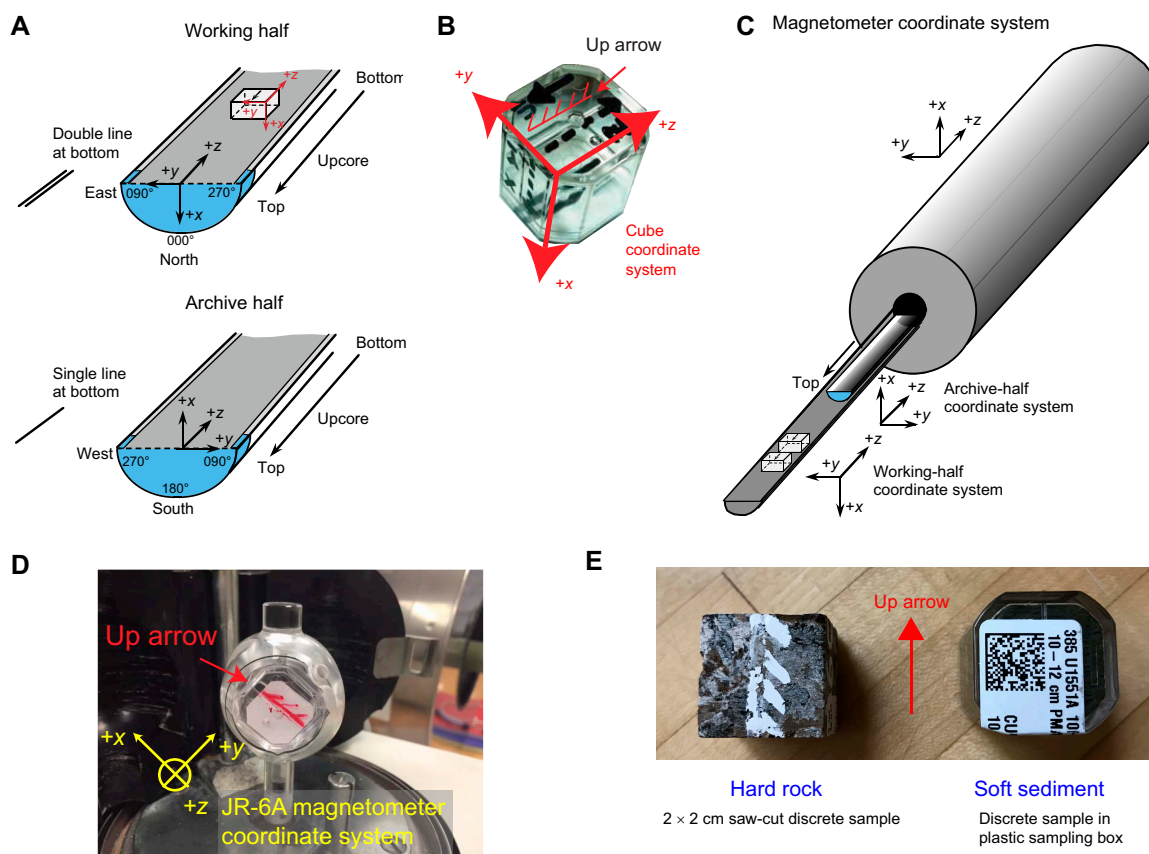 A
Working half
Double line
at bottom
Bottom
Upcore
Top
+z
+y
+x
+z
+y
+x
East
090°
270°
000°
North
Archive half
Single line
at bottom
Bottom
Upcore
Top
+x
+z
+y
West
270°
090°
180°
South
B
Up arrow
+y
+z
+x
Cube
coordinate
system
C
Magnetometer coordinate system
+x
+z
+y
Top
+x
+z
+y
Archive-half
coordinate system
+z
+y
+x
Working-half
coordinate system
D
Up arrow
+x
+y
+z
JR-6A magnetometer
coordinate system
E
Up arrow
385 U1551A
10–12 cm PM
Hard rock
2 × 2 cm saw-cut discrete sample
Soft sediment
Discrete sample in
plastic sampling box